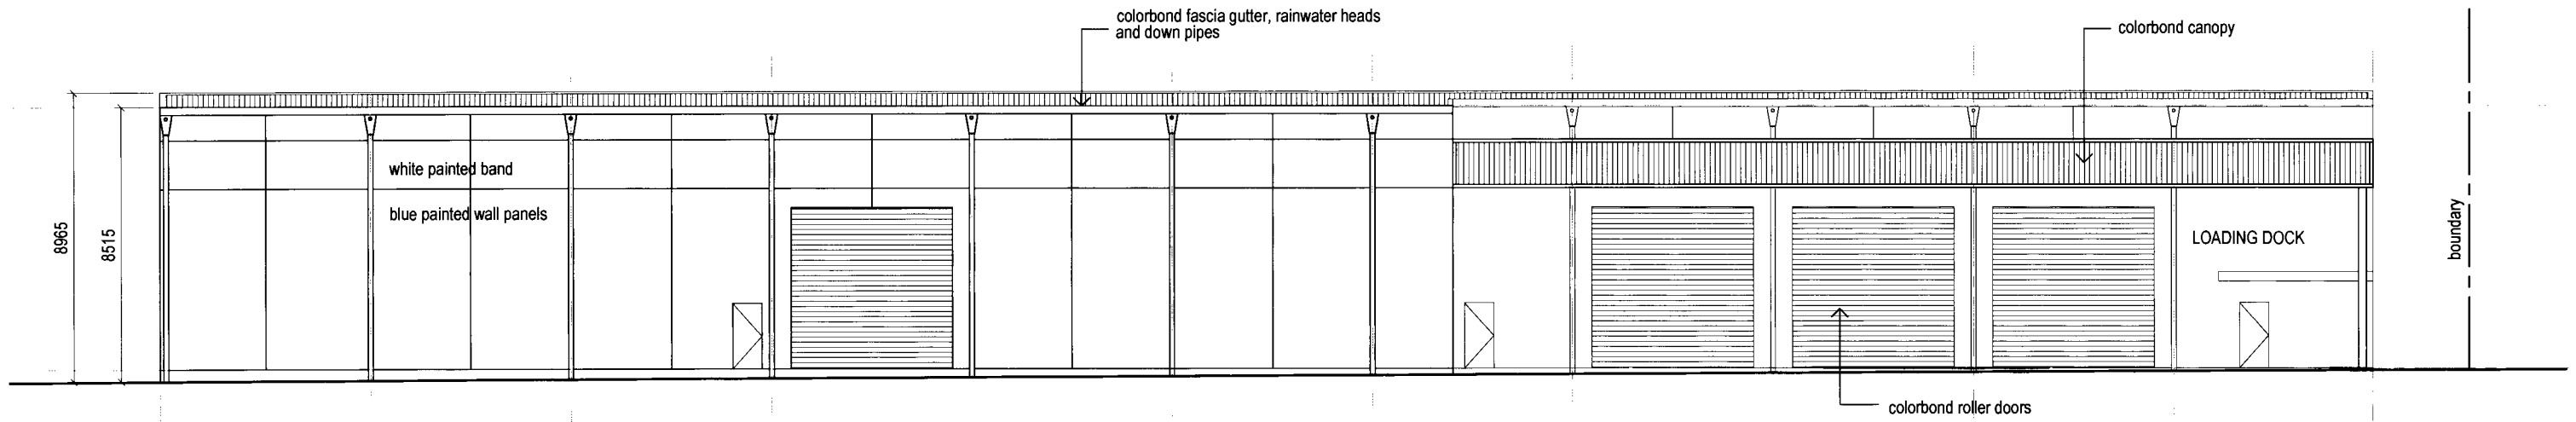 colorbond fascia gutter, rainwater heads
and down pipes
colorbond canopy
white painted band
blue painted wall panels
8965
8515
LOADING DOCK
boundary
colorbond roller doors